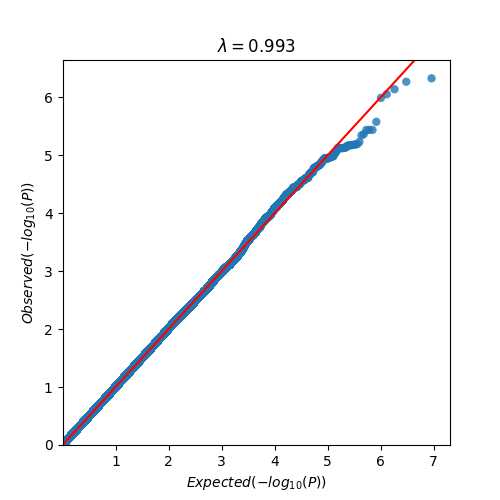 λ = 0.993
6
5
4
3
2
1
0
Observed(−log₁₀(P))
1 2 3 4 5 6 7
Expected(−log₁₀(P))